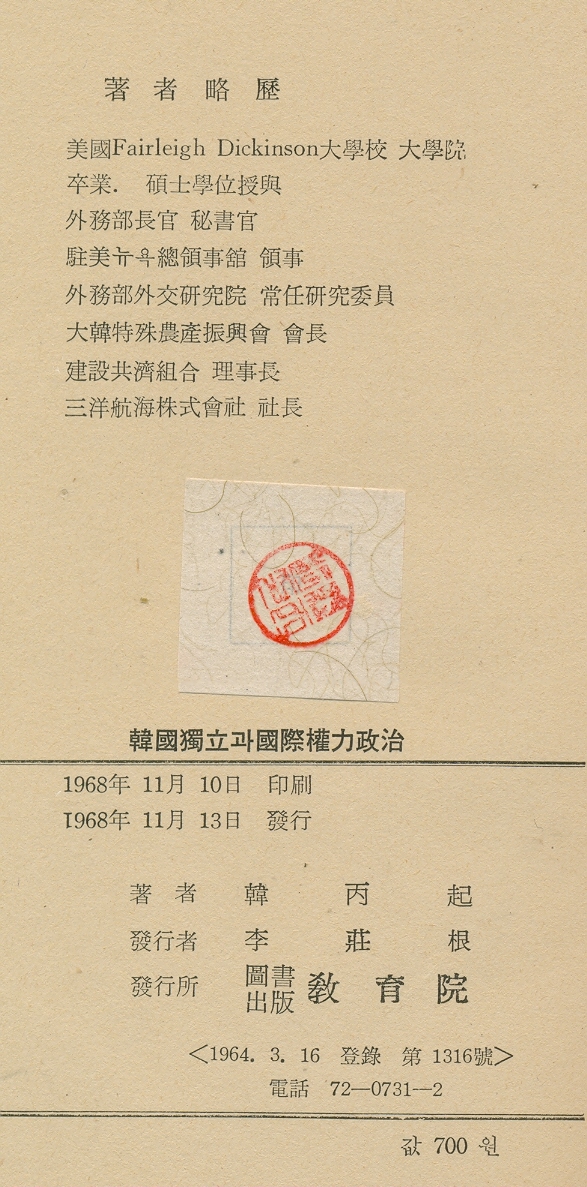 著者略歷
美國Fairleigh Dickinson大學校 大學院
卒業. 碩士學位授與
外務部長官 秘書官
駐美뉴욕總領事舘 領事
外務部外交硏究院 常任硏究委員
大韓特殊農產振興會 會長
建設共濟組合 理事長
三洋航海株式會社 社長
韓國獨立과國際權力政治
1968年 11月 10日 印刷
1968年 11月 13日 發行
著者 韓丙起
發行者 李莊根
發行所 圖書出版 敎育院
<1964. 3. 16 登錄 第 1316號>
電話 72—0731—2
값 700 원